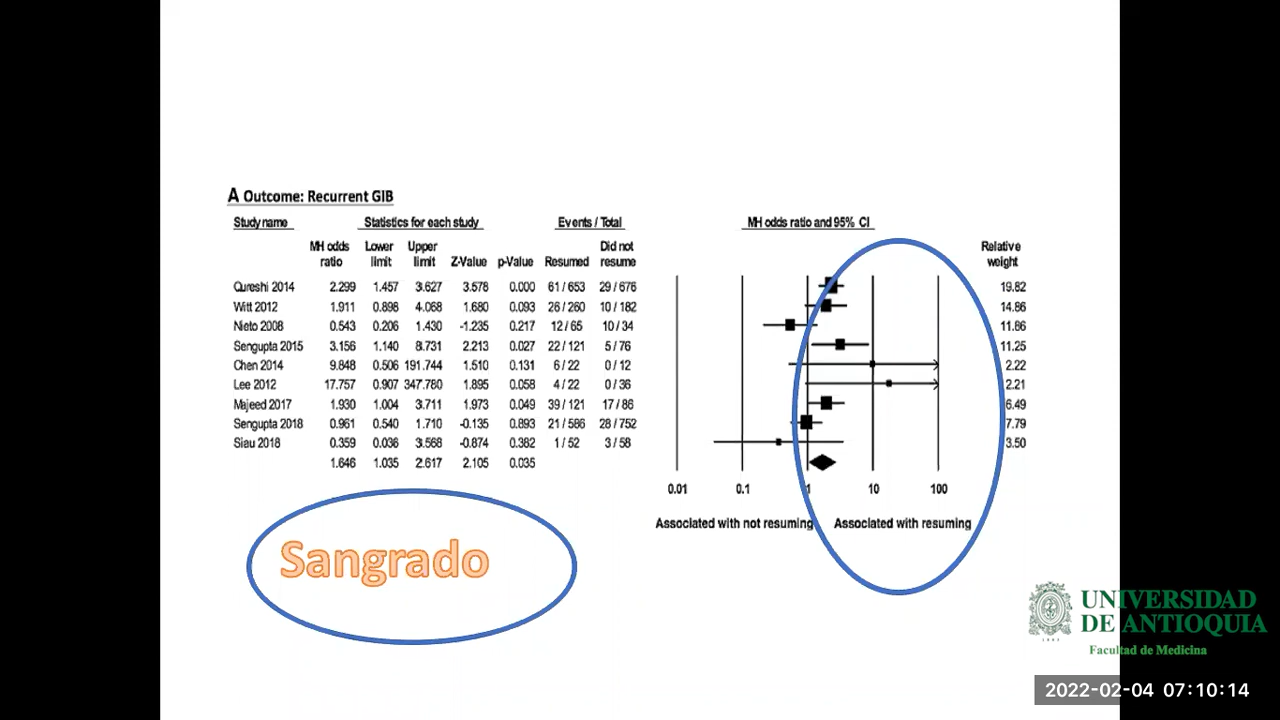 A Outcome: Recurrent GIB
Study name Statistics for each study Events / Total MH odds ratio and 95% CI
MH odds Lower Upper Did not Relative
ratio limit limit Z-Value p-Value Resumed resume weight
Qureshi 2014 2.299 1.457 3.627 3.578 0.000 61 / 653 29 / 676 19.82
Witt 2012 1.911 0.898 4.068 1.680 0.093 26 / 260 10 / 182 14.86
Nieto 2008 0.543 0.206 1.430 -1.235 0.217 12 / 65 10 / 34 11.86
Sengupta 2015 3.156 1.140 8.731 2.213 0.027 22 / 121 5 / 76 11.25
Chen 2014 9.848 0.506 191.744 1.510 0.131 6 / 22 0 / 12 2.22
Lee 2012 17.757 0.907 347.780 1.895 0.058 4 / 22 0 / 36 2.21
Majeed 2017 1.930 1.004 3.711 1.973 0.049 39 / 121 17 / 86 6.49
Sengupta 2018 0.961 0.540 1.710 -0.135 0.893 21 / 586 28 / 752 7.79
Siau 2018 0.359 0.036 3.568 -0.874 0.382 1 / 52 3 / 58 3.50
1.646 1.035 2.617 2.105 0.035
0.01 0.1 1 10 100
Associated with not resuming Associated with resuming
Sangrado
UNIVERSIDAD
DE ANTIOQUIA
Facultad de Medicina
2022-02-04 07:10:14